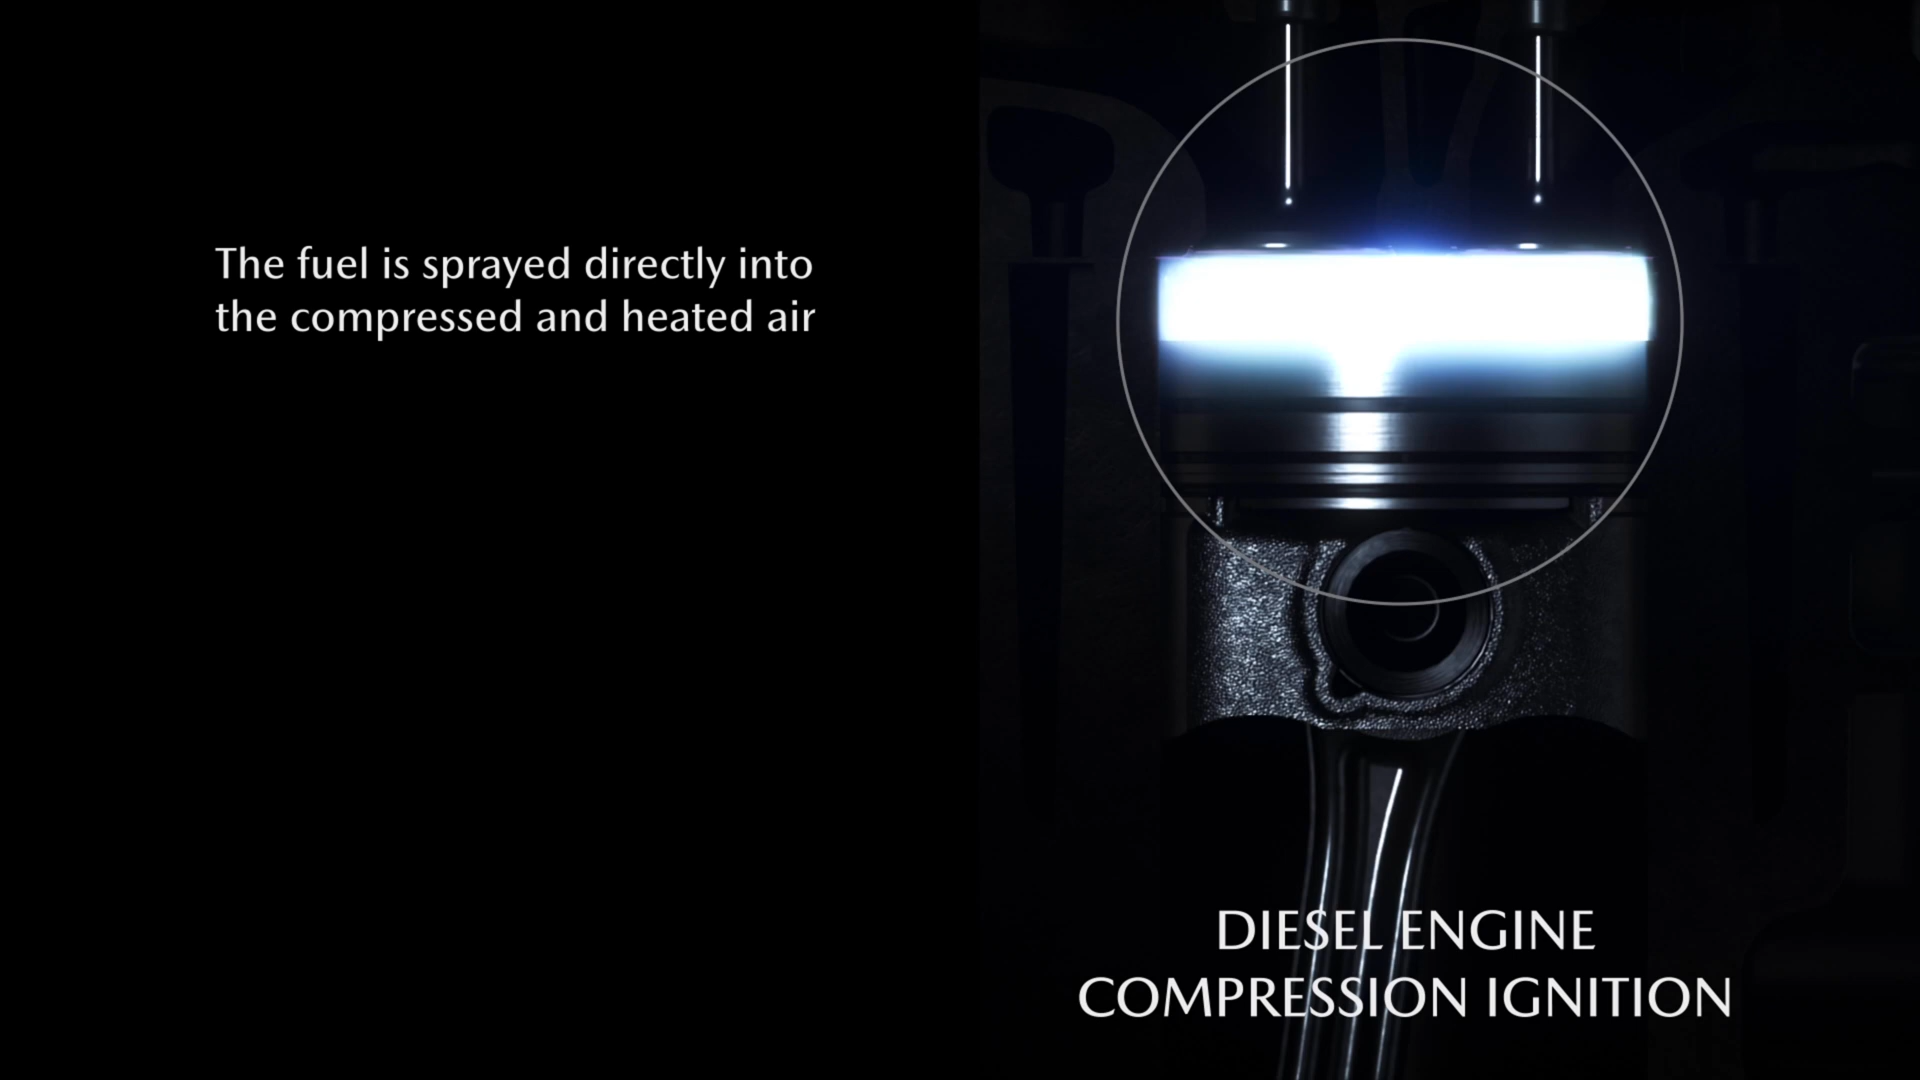 The fuel is sprayed directly into
the compressed and heated air
DIESEL ENGINE
COMPRESSION IGNITION